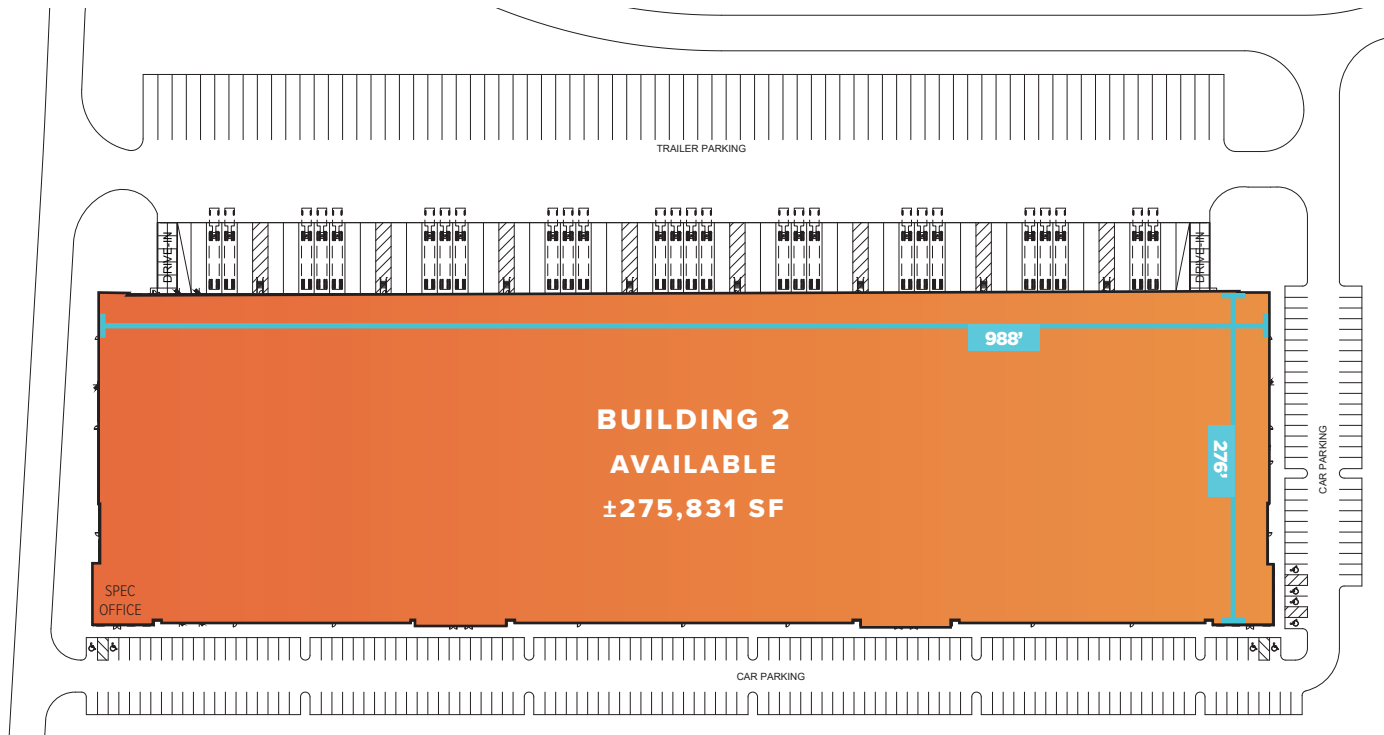 TRAILER PARKING
DRIVE-IN
DRIVE-IN
988'
BUILDING 2
AVAILABLE
±275,831 SF
276'
CAR PARKING
SPEC
OFFICE
CAR PARKING